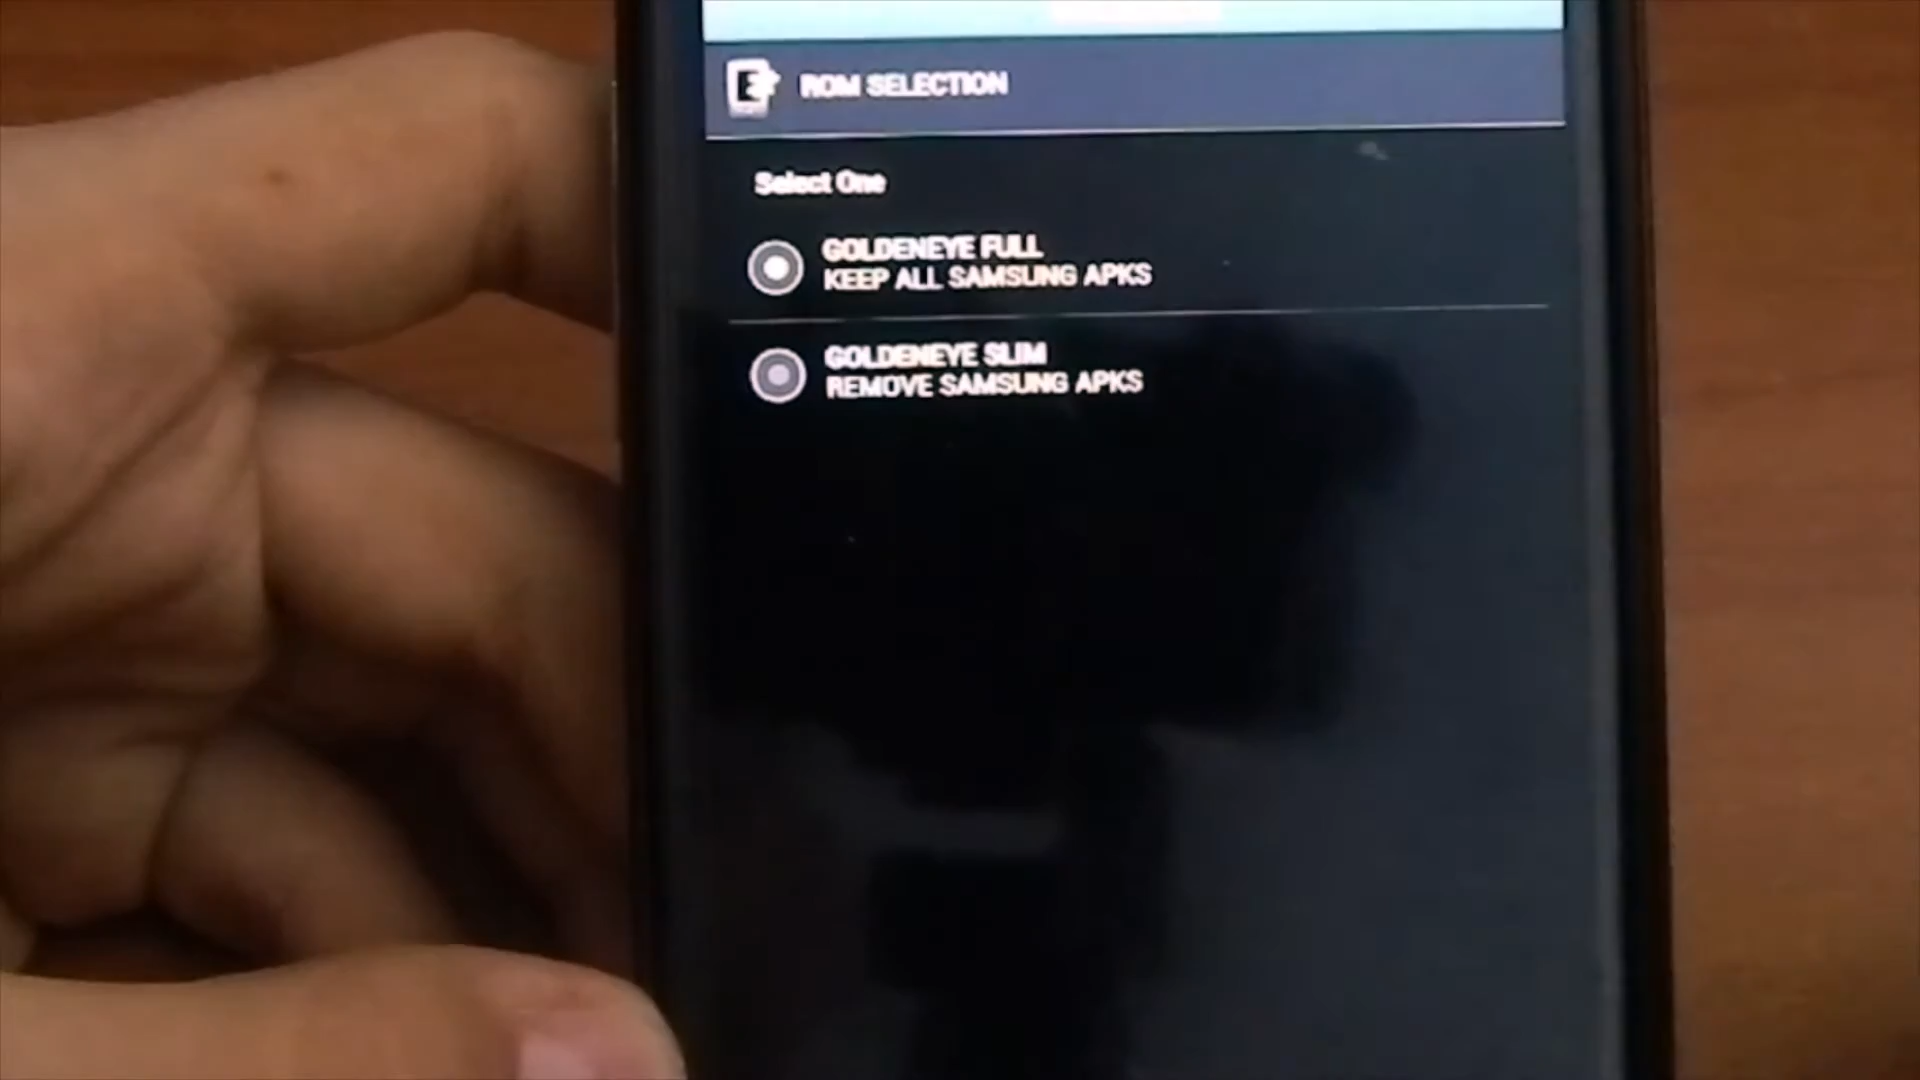 ROM SELECTION
Select One
GOLDENEYE FULL
KEEP ALL SAMSUNG APKS
GOLDENEYE SLIM
REMOVE SAMSUNG APKS